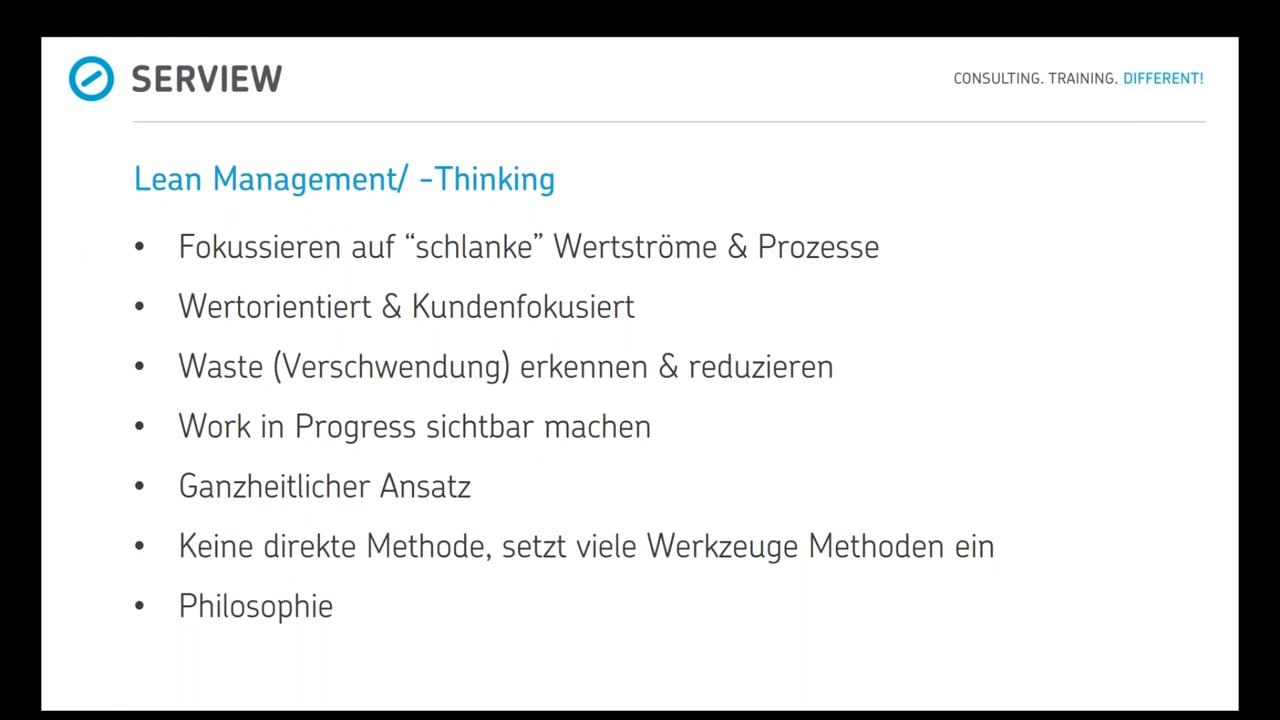 SERVIEW
CONSULTING. TRAINING. DIFFERENT!
Lean Management/ -Thinking
• Fokussieren auf “schlanke” Wertströme & Prozesse
• Wertorientiert & Kundenfokusiert
• Waste (Verschwendung) erkennen & reduzieren
• Work in Progress sichtbar machen
• Ganzheitlicher Ansatz
• Keine direkte Methode, setzt viele Werkzeuge Methoden ein
• Philosophie